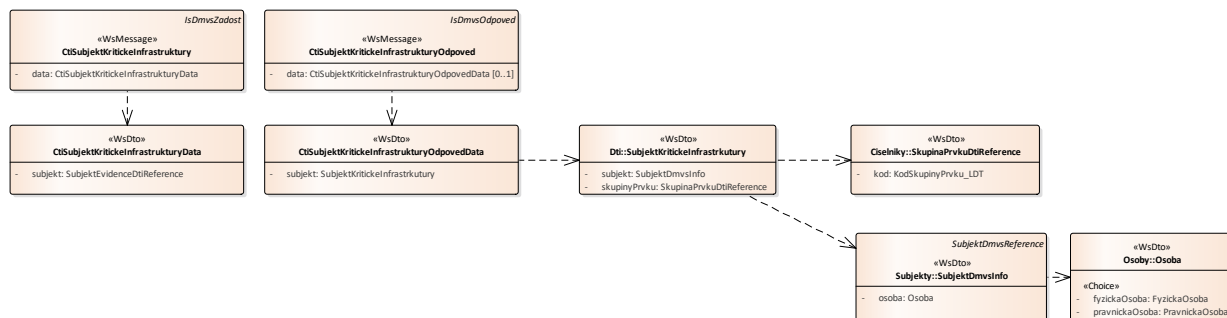 IsDmvsZadost
«WsMessage»
CtiSubjektKritickeInfrastruktury
- data: CtiSubjektKritickeInfrastrukturyData
IsDmvsOdpoved
«WsMessage»
CtiSubjektKritickeInfrastrukturyOdpoved
- data: CtiSubjektKritickeInfrastrukturyOdpovedData [0..1]
«WsDto»
CtiSubjektKritickeInfrastrukturyData
- subjekt: SubjektEvidenceDtiReference
«WsDto»
CtiSubjektKritickeInfrastrukturyOdpovedData
- subjekt: SubjektKritickeInfrastrkutury
«WsDto»
Dti::SubjektKritickeInfrastrkutury
- subjekt: SubjektDmvsInfo
- skupinyPrvku: SkupinaPrvkuDtiReference
«WsDto»
Ciselniky::SkupinaPrvkuDtiReference
- kod: KodSkupinyPrvku_LDT
SubjektDmvsReference
«WsDto»
Subjekty::SubjektDmvsInfo
- osoba: Osoba
«WsDto»
Osoby::Osoba
«Choice»
- fyzickaOsoba: FyzickaOsoba
- pravnickaOsoba: PravnickaOsoba